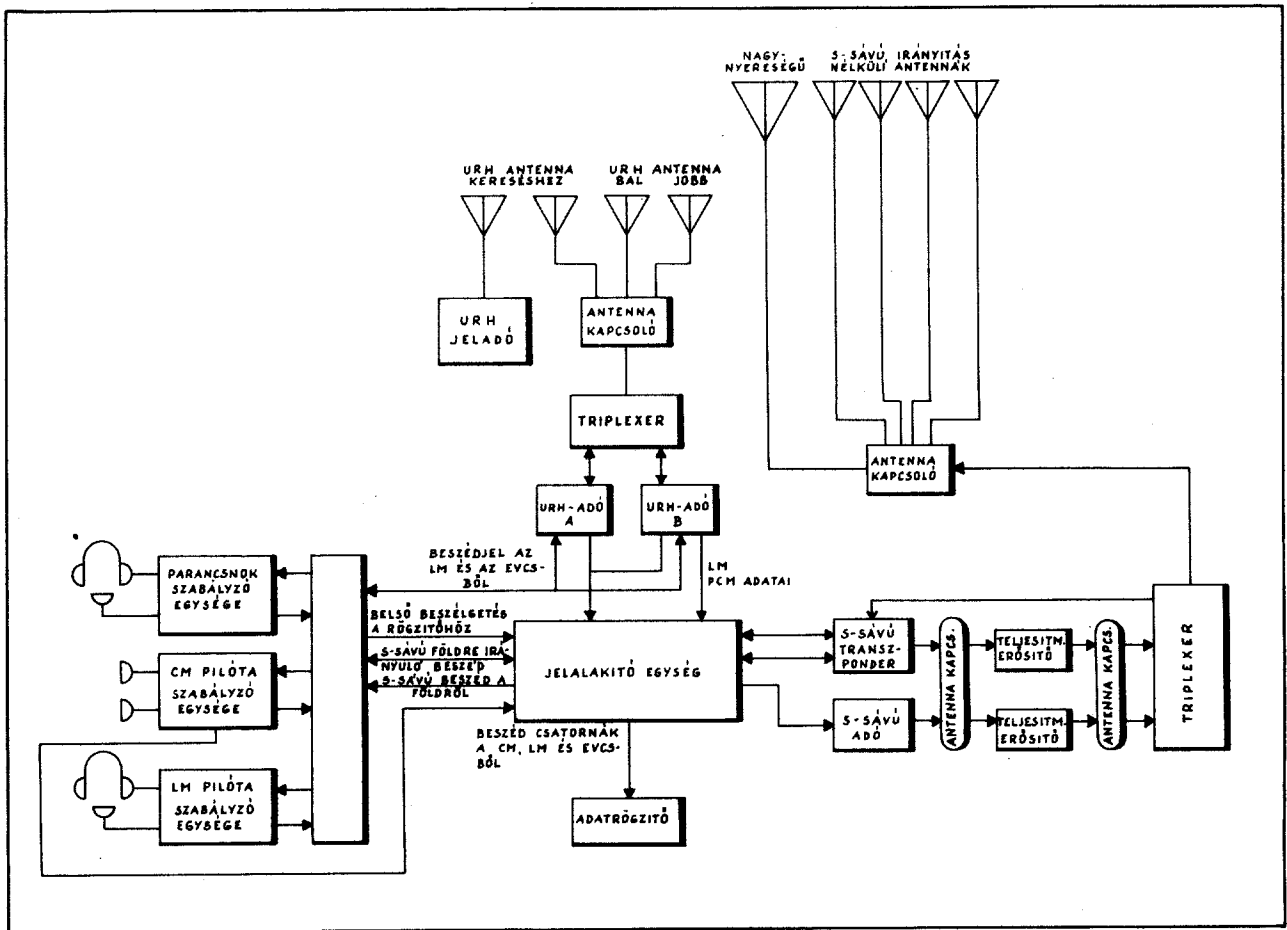 NAGY-
NYERESÉGŰ
S-SÁVÚ, IRÁNYITÁS
NÉLKÜLI ANTENNÁK
URH ANTENNA
KERESÉSHEZ
URH ANTENNA
BAL JOBB
URH
JELADÓ
ANTENNA
KAPCSOLÓ
TRIPLEXER
ANTENNA
KAPCSOLÓ
URH-ADÓ
A
URH-ADÓ
B
BESZÉDJEL AZ
LM ÉS AZ EVCS-
BŐL
LM
PCM ADATAI
PARANCSNOK
SZABÁLYZÓ
EGYSÉGE
CM PILÓTA
SZABÁLYZÓ
EGYSÉGE
LM PILÓTA
SZABÁLYZÓ
EGYSÉGE
BELSŐ BESZÉLGETÉS
A RÖGZITŐHÖZ
S-SÁVÚ FÖLDRE IRÁ-
NYULÓ BESZÉD
S-SÁVÚ BESZÉD A
FÖLDRŐL
JELALAKITÓ EGYSÉG
S-SÁVÚ
TRANSZ-
PONDER
S-SÁVÚ
ADÓ
ANTENNA KAPCS.
TELJESITM.
ERŐSITŐ
TELJESITM.
ERŐSITŐ
ANTENNA KAPCS.
TRIPLEXER
BESZÉD CSATORNÁK
A CM, LM ÉS EVCS-
BŐL
ADATRÖGZITŐ